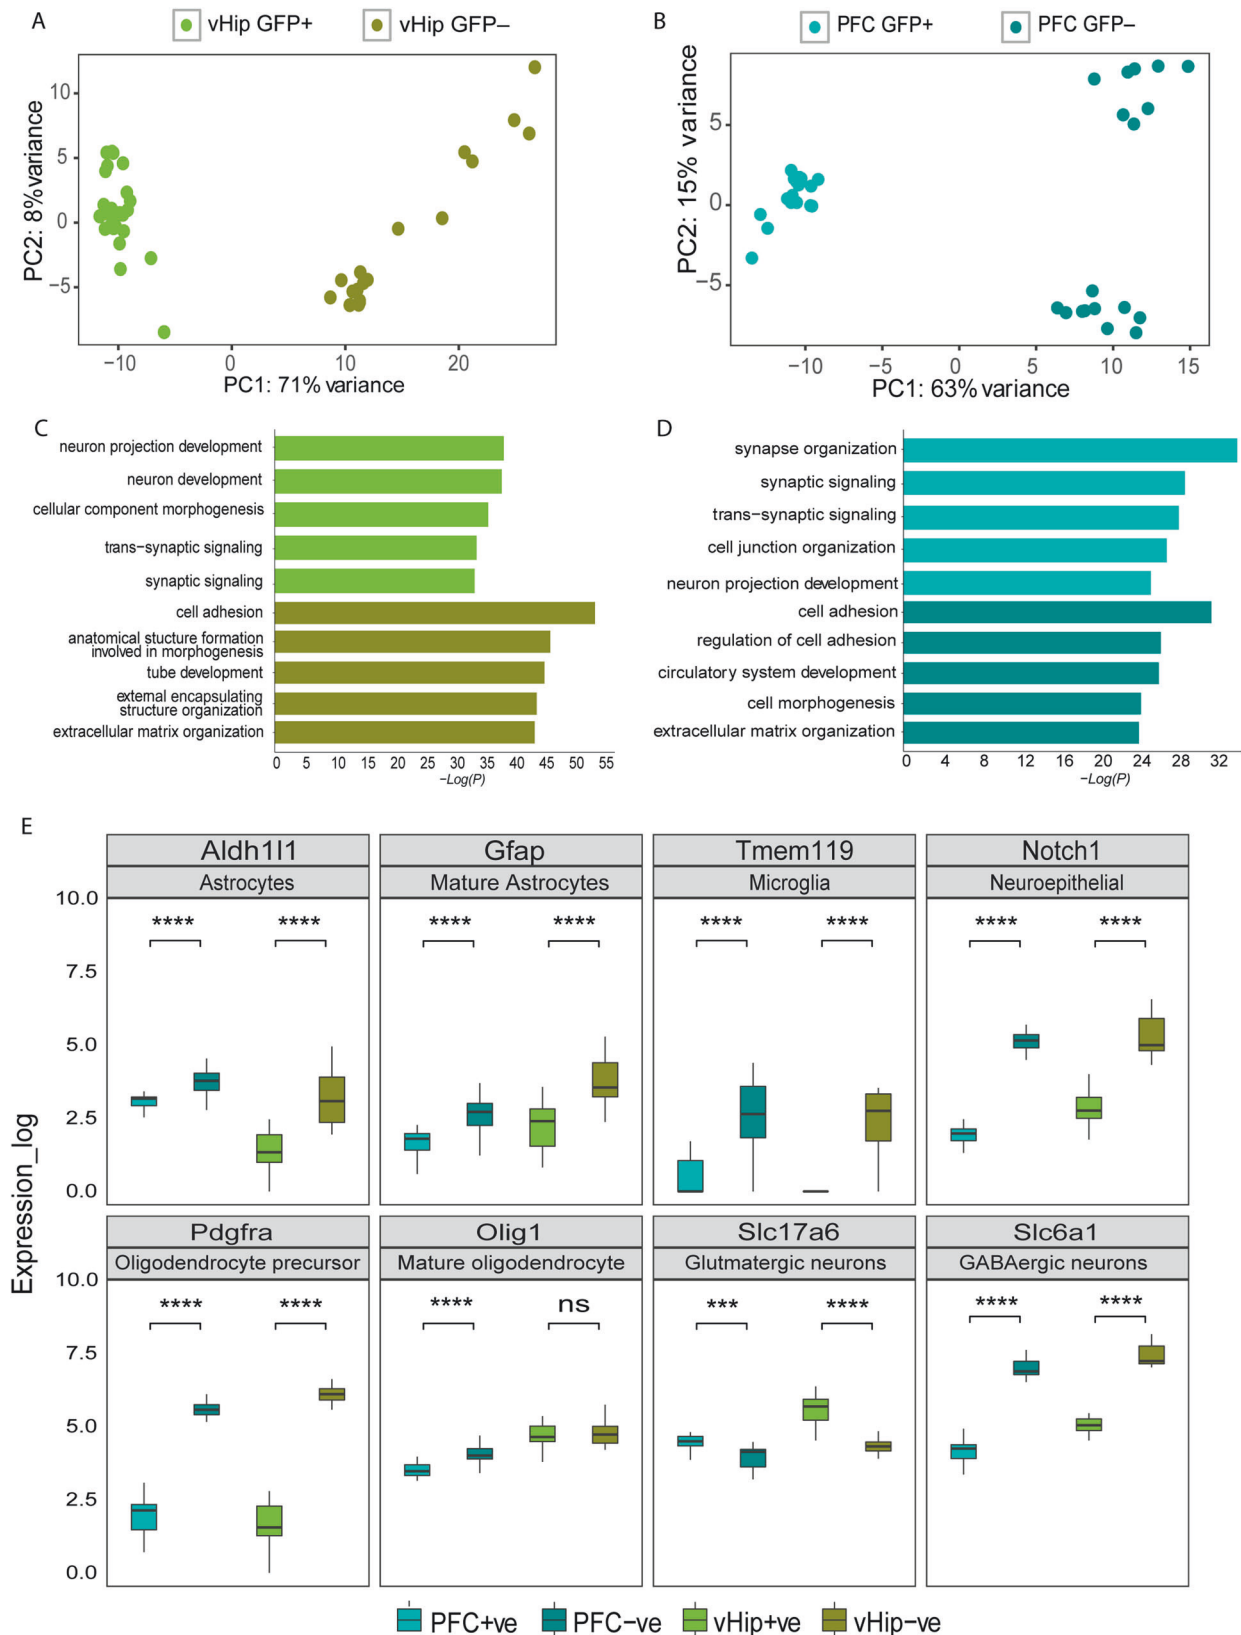 A
vHip GFP+
vHip GFP–
PC2: 8% variance
10
5
0
−5
−10
0
10
20
PC1: 71% variance
B
PFC GFP+
PFC GFP–
PC2: 15% variance
5
0
−5
−10
−5
0
5
10
15
PC1: 63% variance
C
neuron projection development
neuron development
cellular component morphogenesis
trans−synaptic signaling
synaptic signaling
cell adhesion
anatomical stucture formation
involved in morphogenesis
tube development
external encapsulating
structure organization
extracellular matrix organization
0 5 10 15 20 25 30 35 40 45 50 55
−Log(P)
D
synapse organization
synaptic signaling
trans−synaptic signaling
cell junction organization
neuron projection development
cell adhesion
regulation of cell adhesion
circulatory system development
cell morphogenesis
extracellular matrix organization
0 4 8 12 16 20 24 28 32
−Log(P)
E
Expression_log
Aldh1l1
Astrocytes
**** ****
Gfap
Mature Astrocytes
**** ****
Tmem119
Microglia
**** ****
Notch1
Neuroepithelial
**** ****
10.0
7.5
5.0
2.5
0.0
Pdgfra
Oligodendrocyte precursor
**** ****
Olig1
Mature oligodendrocyte
**** ns
Slc17a6
Glutmatergic neurons
*** ****
Slc6a1
GABAergic neurons
**** ****
10.0
7.5
5.0
2.5
0.0
PFC+ve PFC−ve vHip+ve vHip−ve